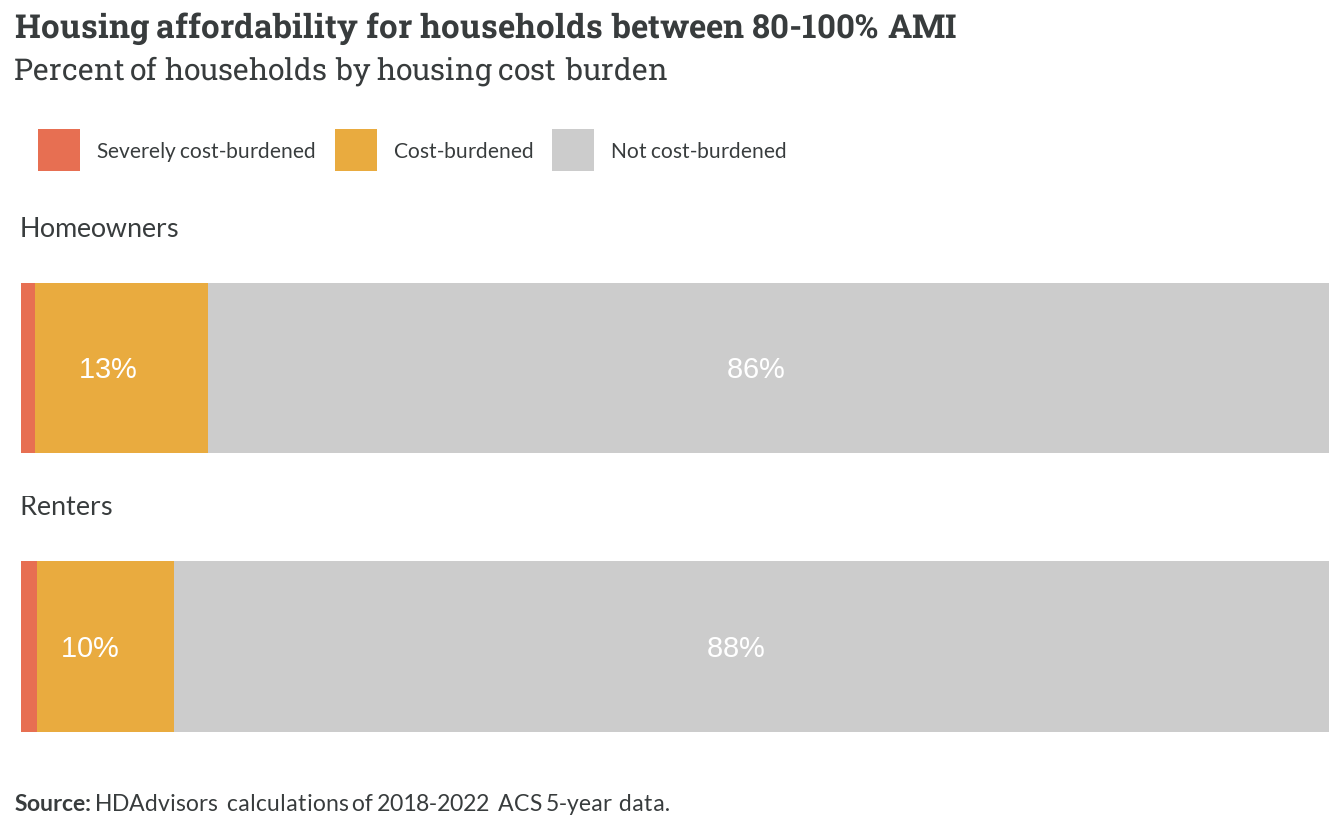 Housing affordability for households between 80-100% AMI
Percent of households by housing cost burden
Severely cost-burdened Cost-burdened Not cost-burdened
Homeowners
13% 86%
Renters
10% 88%
Source: HDAdvisors calculations of 2018-2022 ACS 5-year data.